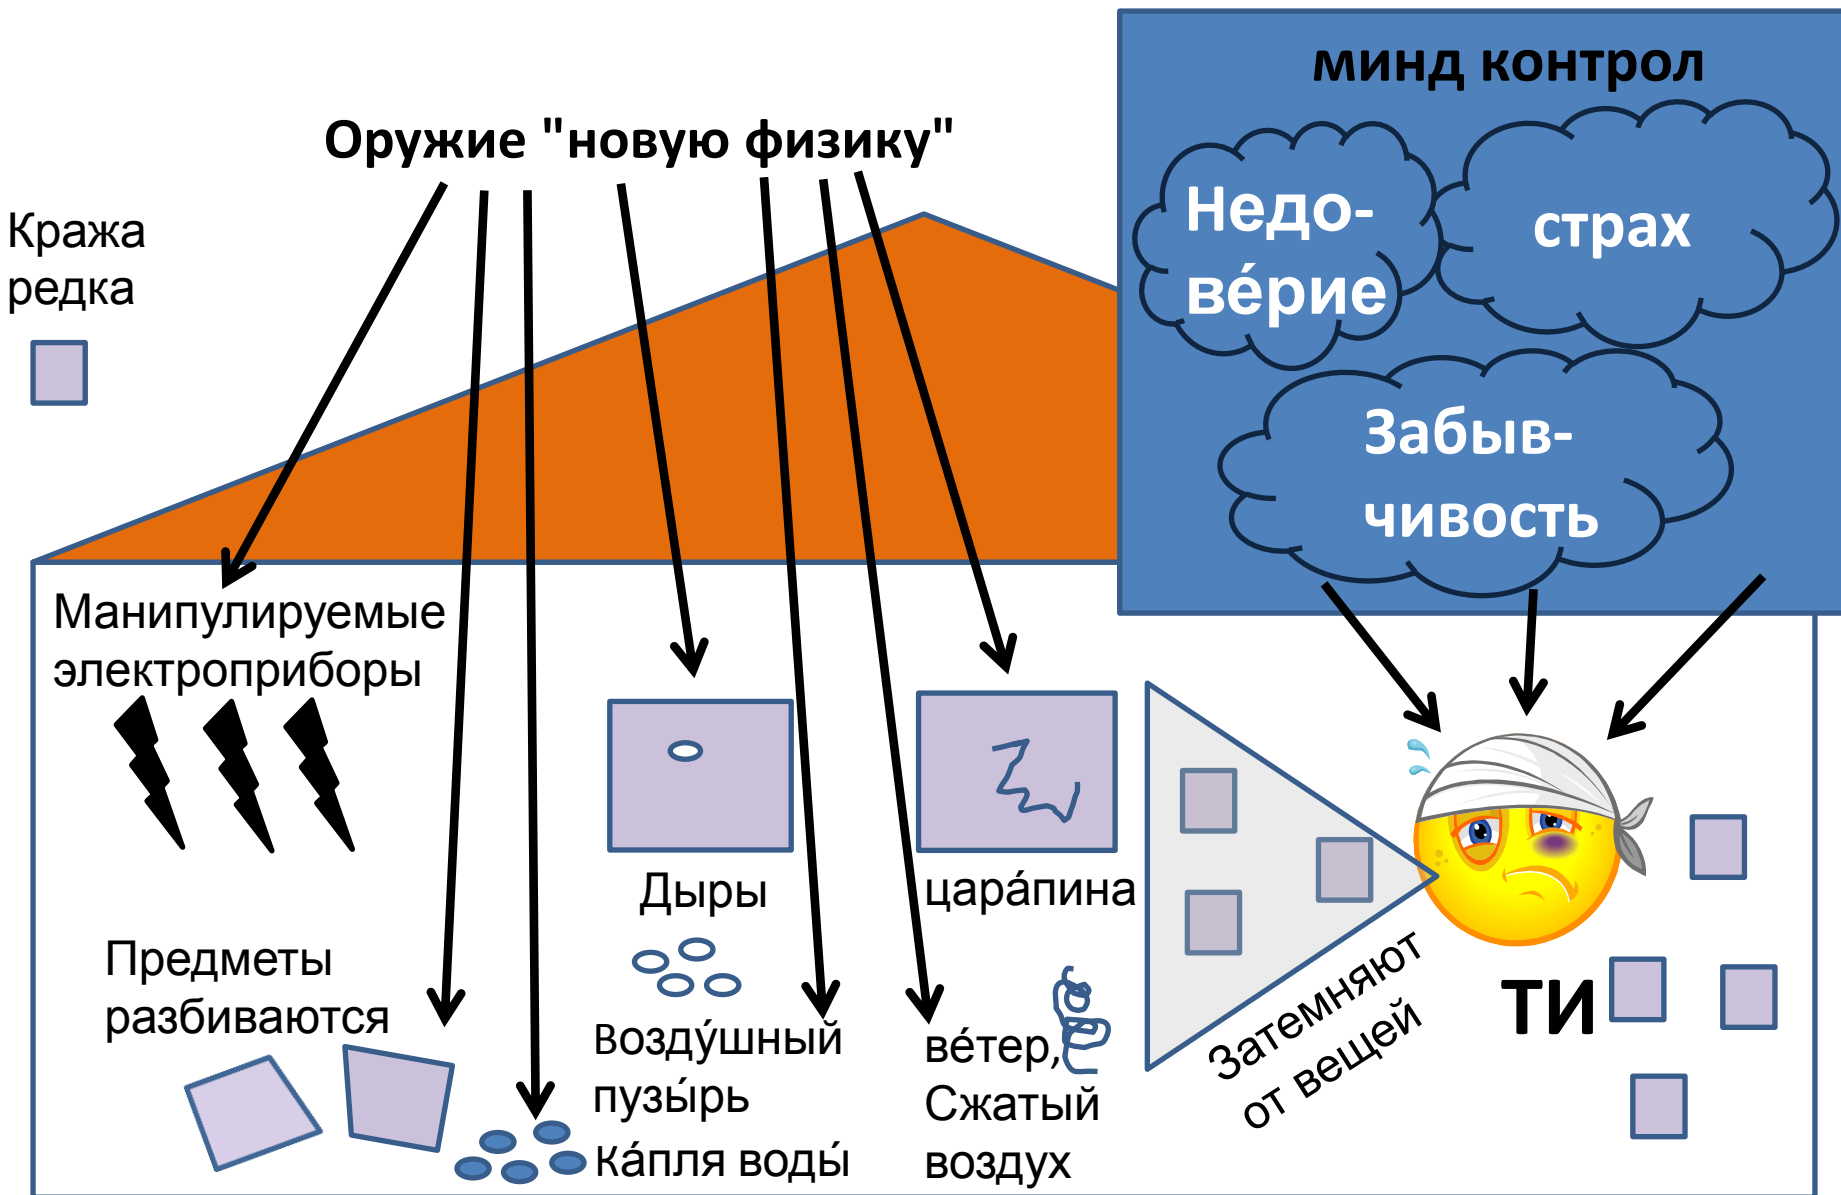 минд контрол
Оружие "новую физику"
Недо-
ве́рие
страх
Кража
редка
Забыв-
чивость
Манипулируемые
электроприборы
Дыры
цара́пина
Предметы
разбиваются
Возду́шный
пузы́рь
ка́пля воды́
ве́тер,
Сжатый
воздух
Затемняют
от вещей
ТИ